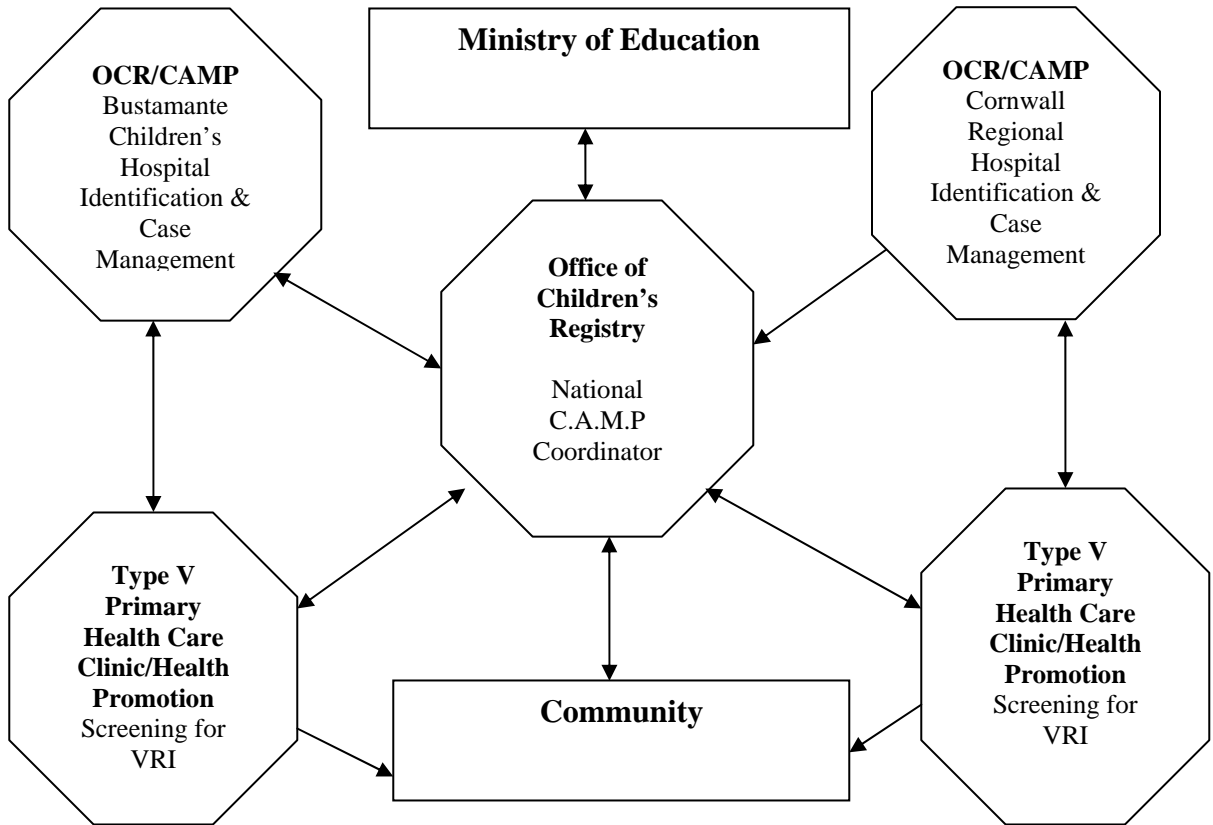 OCR/CAMP
Bustamante
Children's
Hospital
Identification &
Case
Management
Ministry of Education
OCR/CAMP
Cornwall
Regional
Hospital
Identification &
Case
Management
Office of
Children's
Registry
National
C.A.M.P
Coordinator
Type V
Primary
Health Care
Clinic/Health
Promotion
Screening for
VRI
Community
Type V
Primary
Health Care
Clinic/Health
Promotion
Screening for
VRI